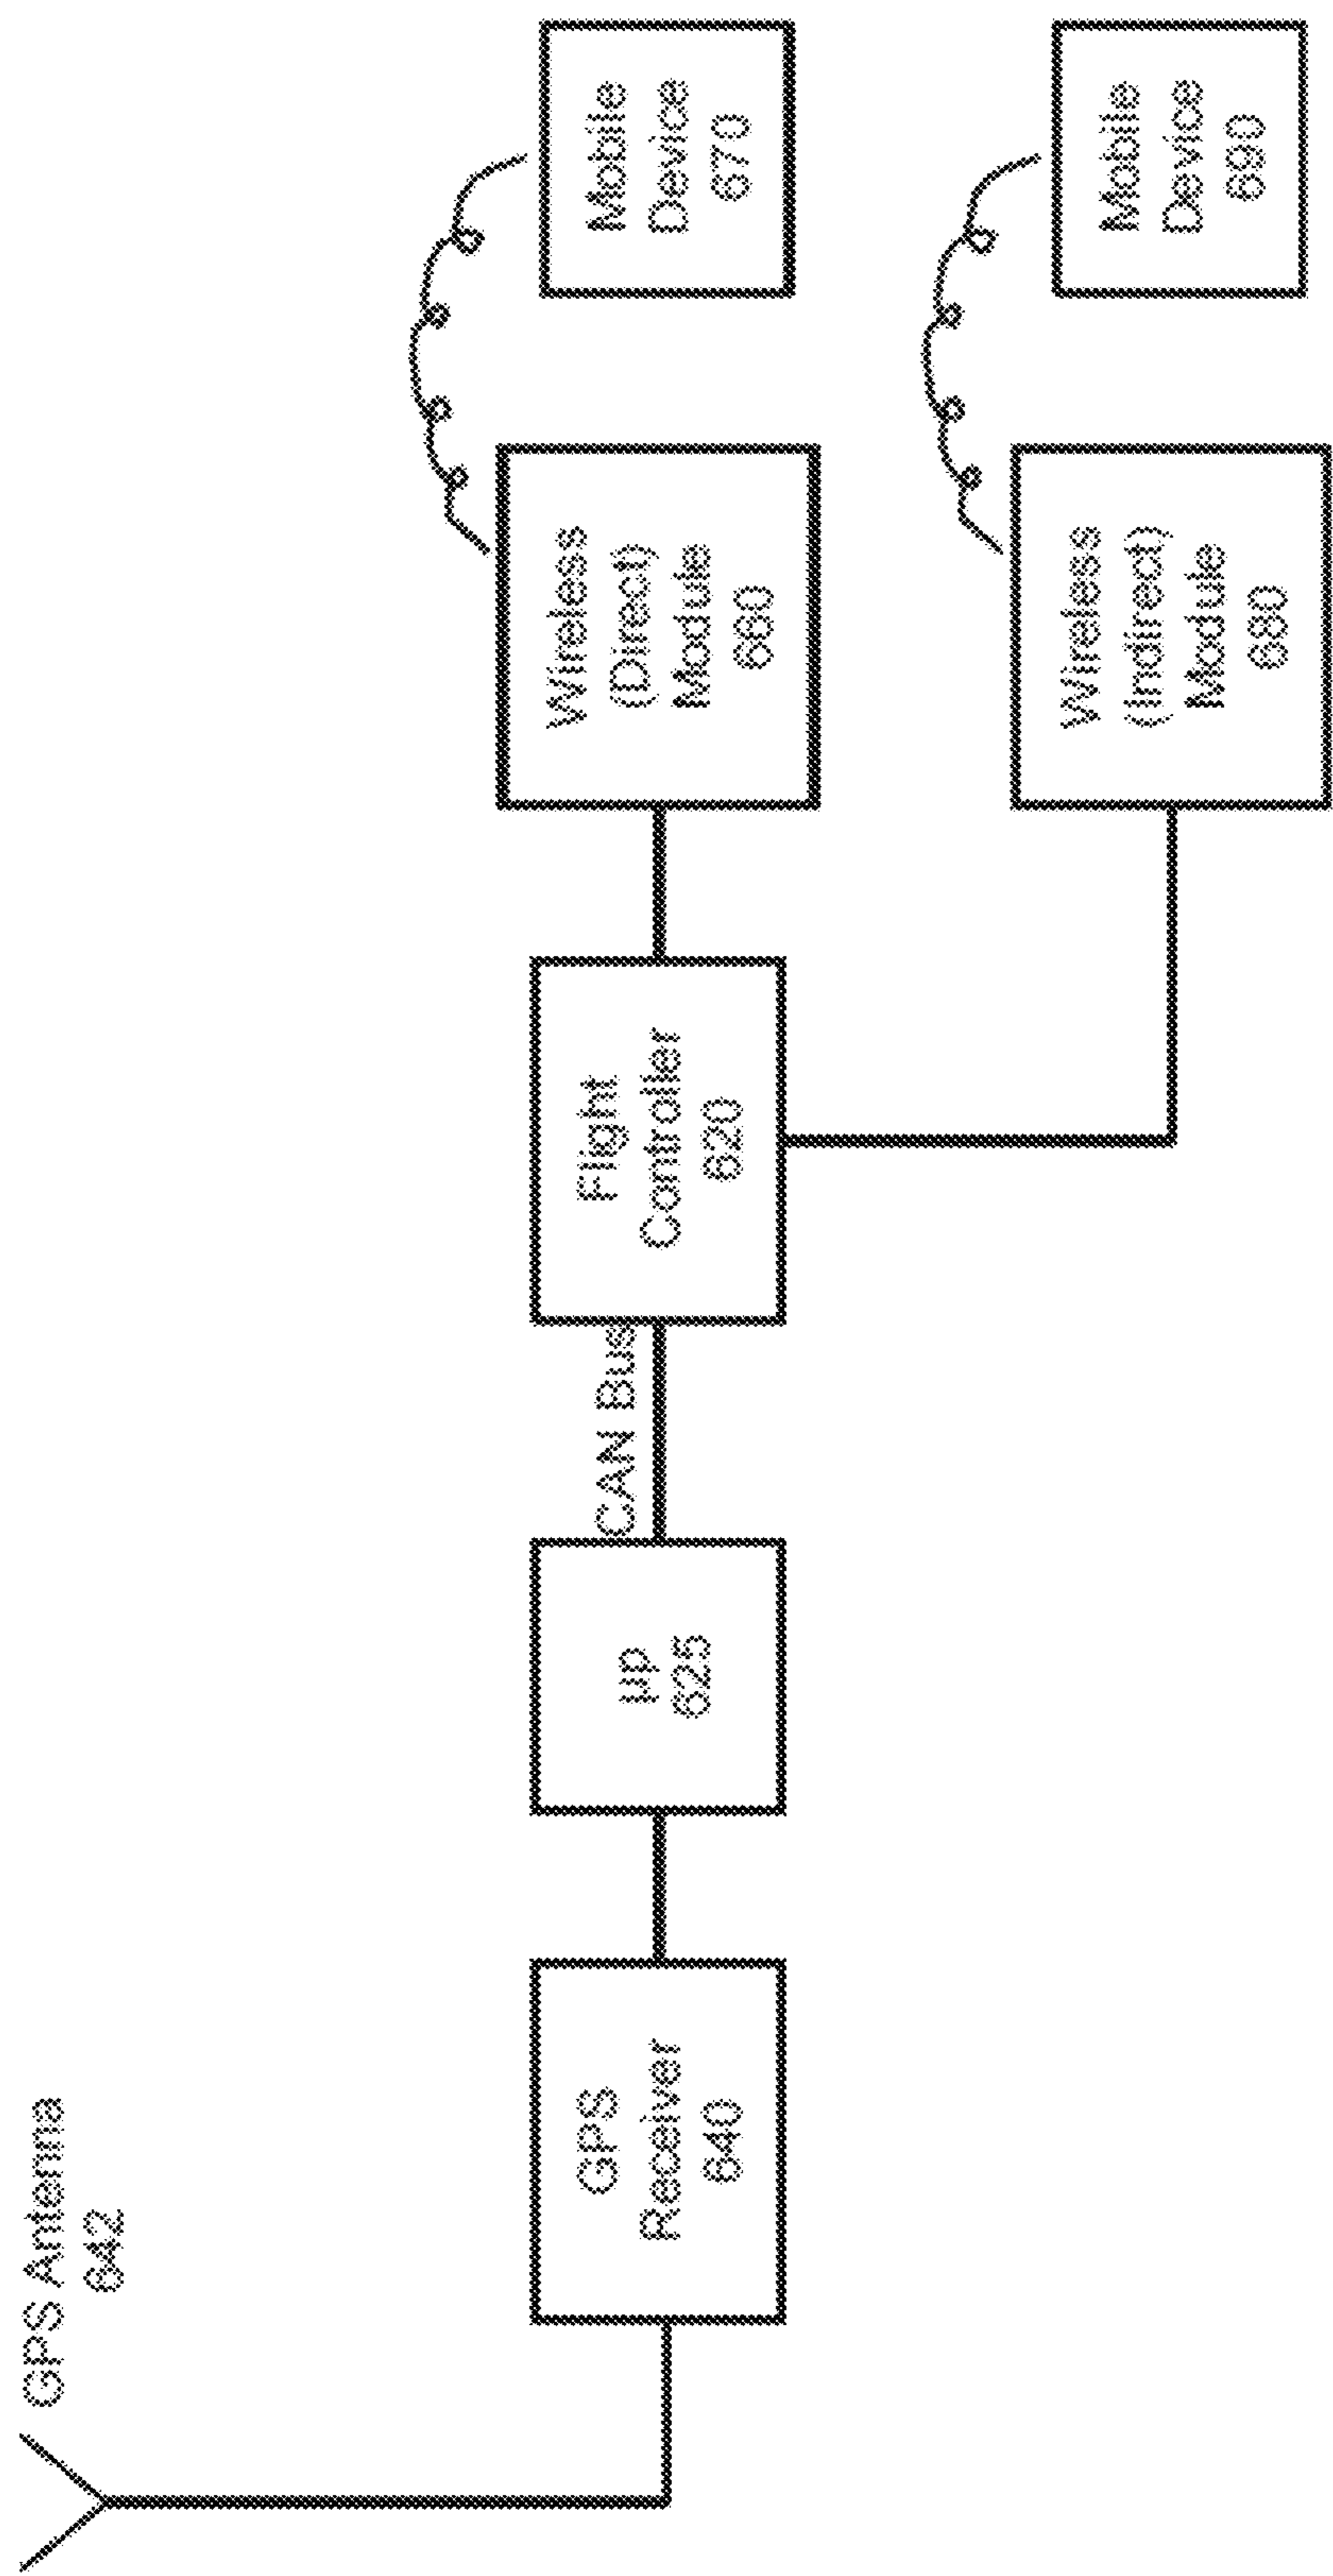 GPS Antenna
642
GPS
Receiver
640
µp
625
CAN Bus
Flight
Controller
620
Wireless
(Direct)
Module
660
Mobile
Device
670
Wireless
(Indirect)
Module
680
Mobile
Device
690